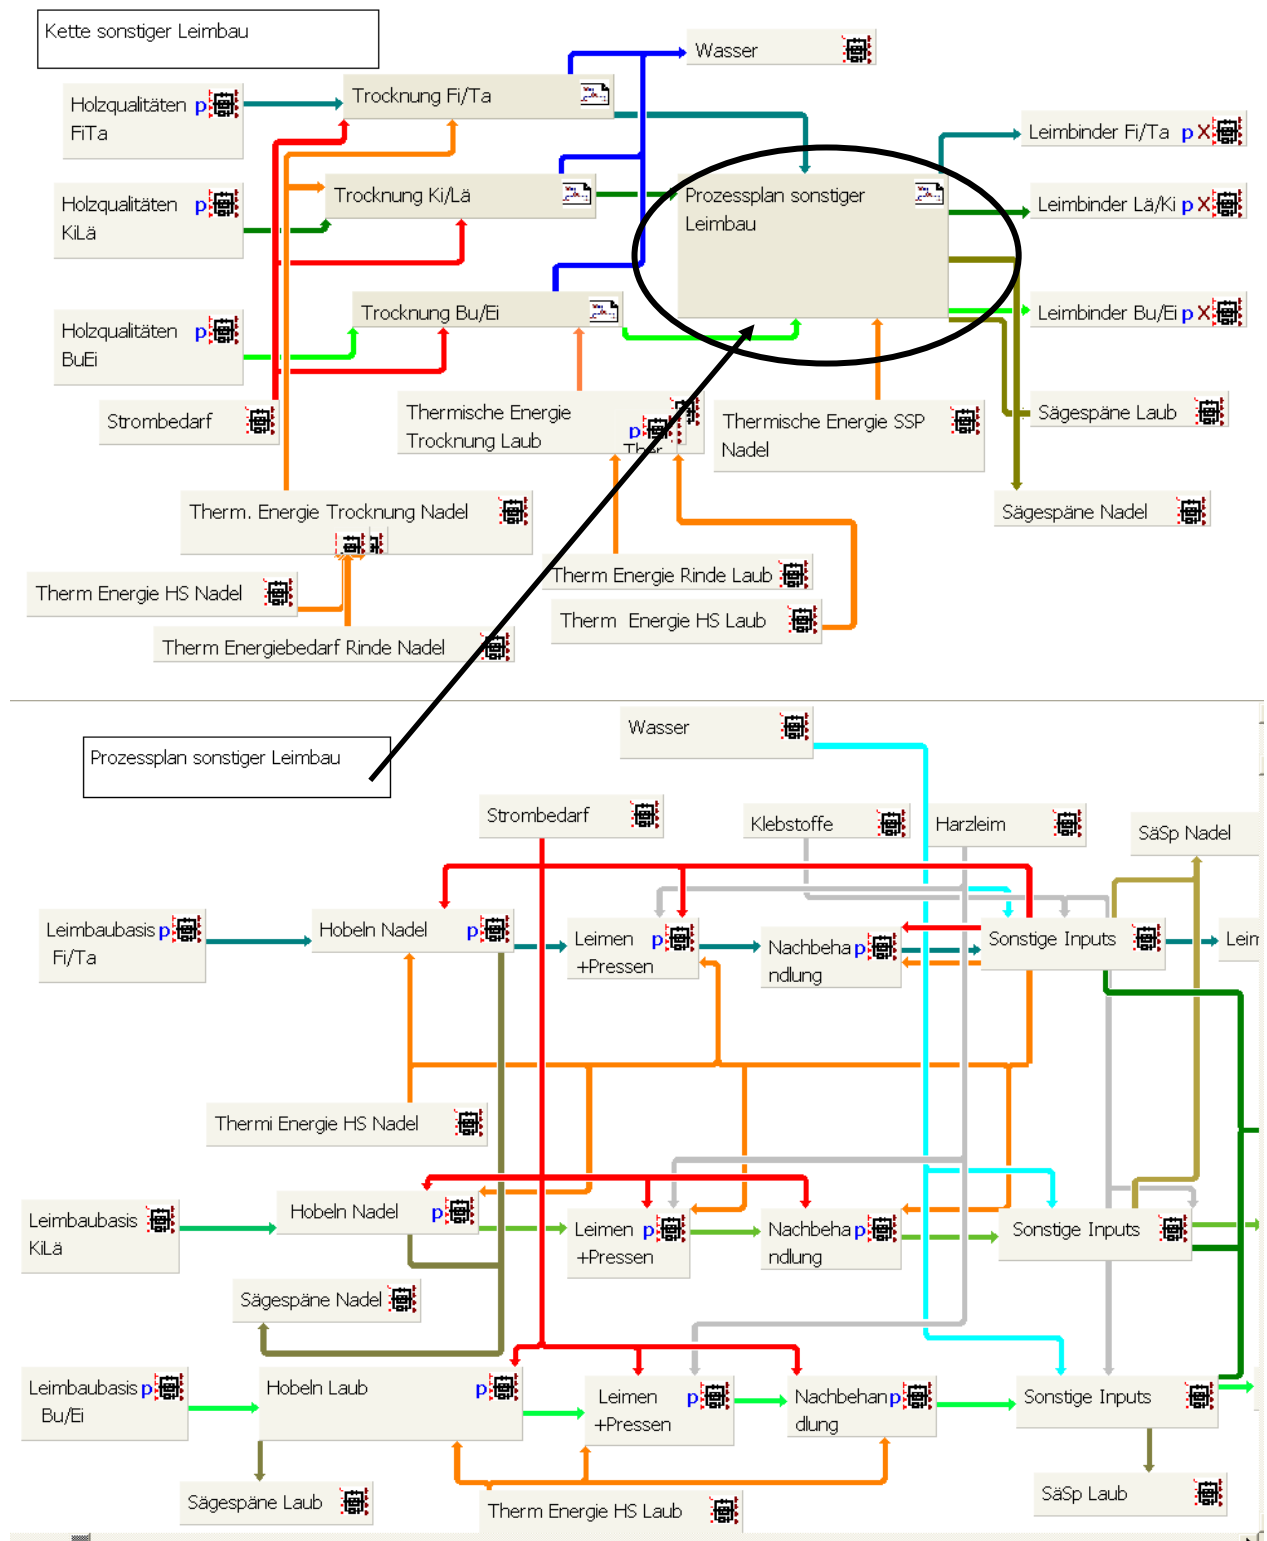 Kette sonstiger Leimbau
Wasser
Holzqualitäten p
FiTa
Trocknung Fi/Ta
Leimbinder Fi/Ta p X
Holzqualitäten p
KiLä
Trocknung Ki/Lä
Prozessplan sonstiger
Leimbau
Leimbinder Lä/Ki p X
Holzqualitäten p
BuEi
Trocknung Bu/Ei
Leimbinder Bu/Ei p X
Strombedarf
Thermische Energie
Trocknung Laub p
Ther
Thermische Energie SSP
Nadel
Sägespäne Laub
Therm. Energie Trocknung Nadel
Sägespäne Nadel
Therm Energie HS Nadel
Therm Energie Rinde Laub
Therm Energie HS Laub
Therm Energiebedarf Rinde Nadel
Prozessplan sonstiger Leimbau
Wasser
Strombedarf
Klebstoffe
Harzleim
SäSp Nadel
Leimbaubasis p
Fi/Ta
Hobeln Nadel p
Leimen p
+Pressen
Nachbeha p
ndlung
Sonstige Inputs
Leim
Thermi Energie HS Nadel
Leimbaubasis
KiLä
Hobeln Nadel p
Leimen p
+Pressen
Nachbeha p
ndlung
Sonstige Inputs
Sägespäne Nadel
Leimbaubasis p
Bu/Ei
Hobeln Laub p
Leimen p
+Pressen
Nachbehan p
dlung
Sonstige Inputs
Sägespäne Laub
Therm Energie HS Laub
SäSp Laub